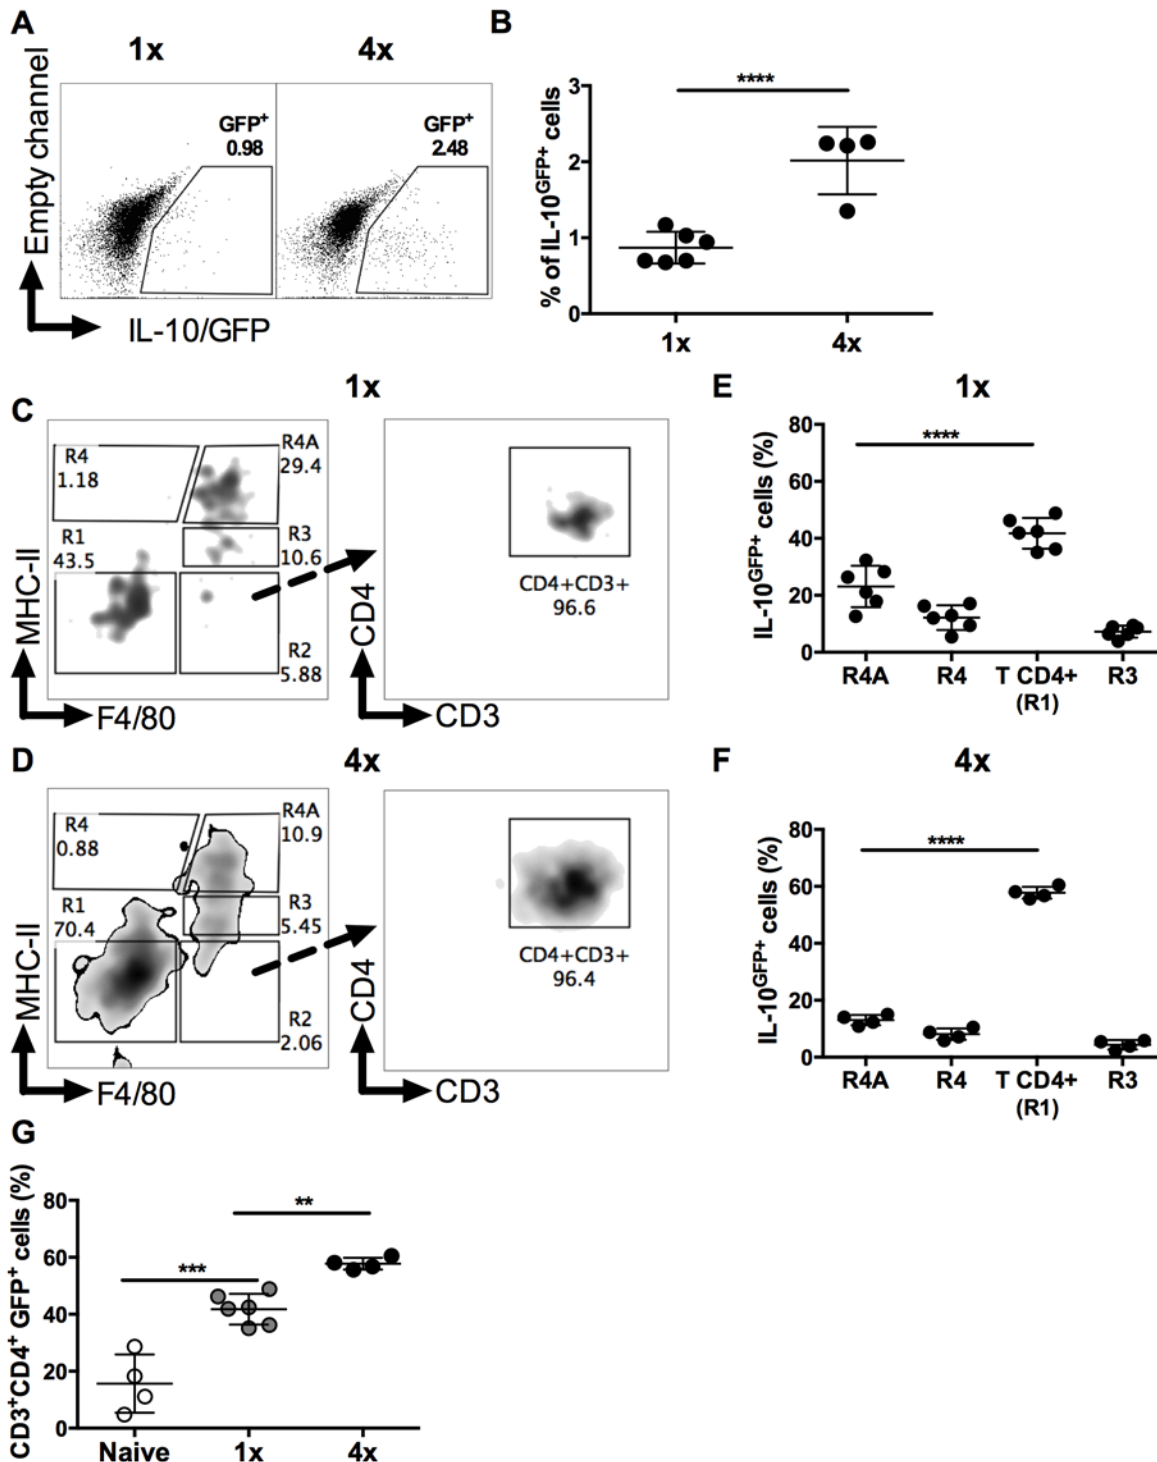 A
1x
4x
Empty channel
GFP+
0.98
GFP+
2.48
IL-10/GFP
B
****
% of IL-10GFP+ cells
3
2
1
0
1x
4x
1x
C
R4
1.18
R4A
29.4
R1
43.5
R3
10.6
R2
5.88
MHC-II
F4/80
CD4
CD4+CD3+
96.6
CD3
E
1x
****
IL-10GFP+ cells (%)
80
60
40
20
0
R4A
R4
T CD4+
(R1)
R3
D
4x
R4
0.88
R4A
10.9
R1
70.4
R3
5.45
R2
2.06
MHC-II
F4/80
CD4
CD4+CD3+
96.4
CD3
F
4x
****
IL-10GFP+ cells (%)
80
60
40
20
0
R4A
R4
T CD4+
(R1)
R3
G
CD3+CD4+ GFP+ cells (%)
80
60
40
20
0
***
**
Naive
1x
4x